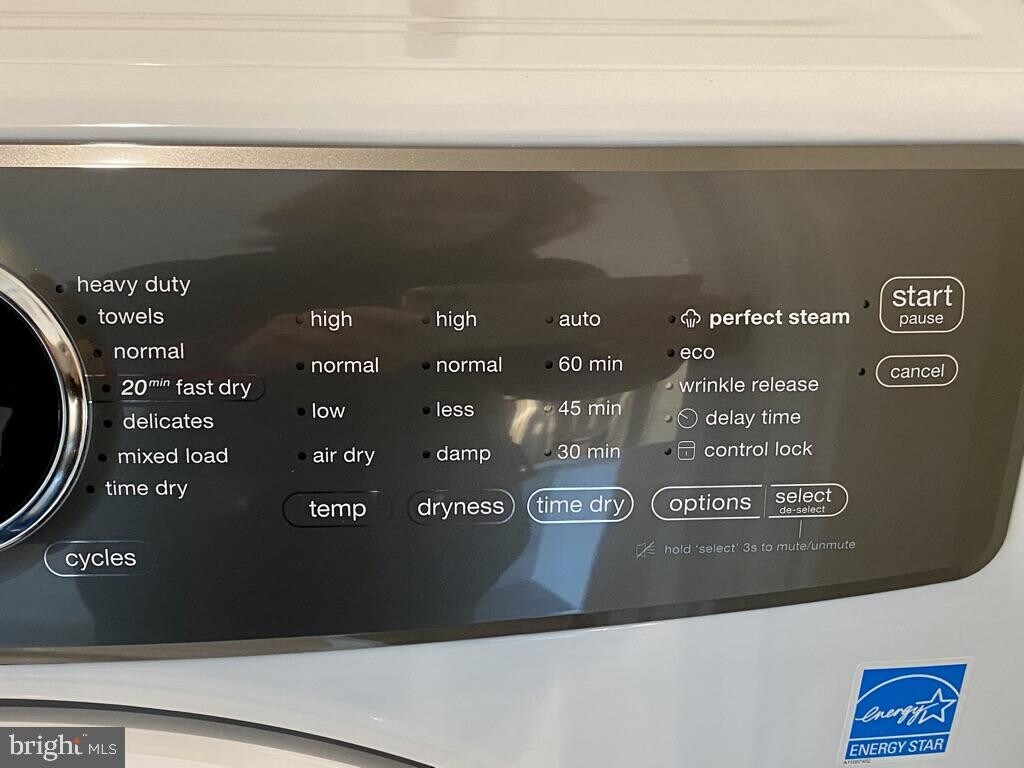 heavy duty
towels
normal
20min fast dry
delicates
mixed load
time dry
cycles
high
normal
low
air dry
temp
high
normal
less
damp
dryness
auto
60 min
45 min
30 min
time dry
perfect steam
eco
wrinkle release
delay time
control lock
options
select
de-select
hold 'select' 3s to mute/unmute
start
pause
cancel
energy
ENERGY STAR
bright MLS